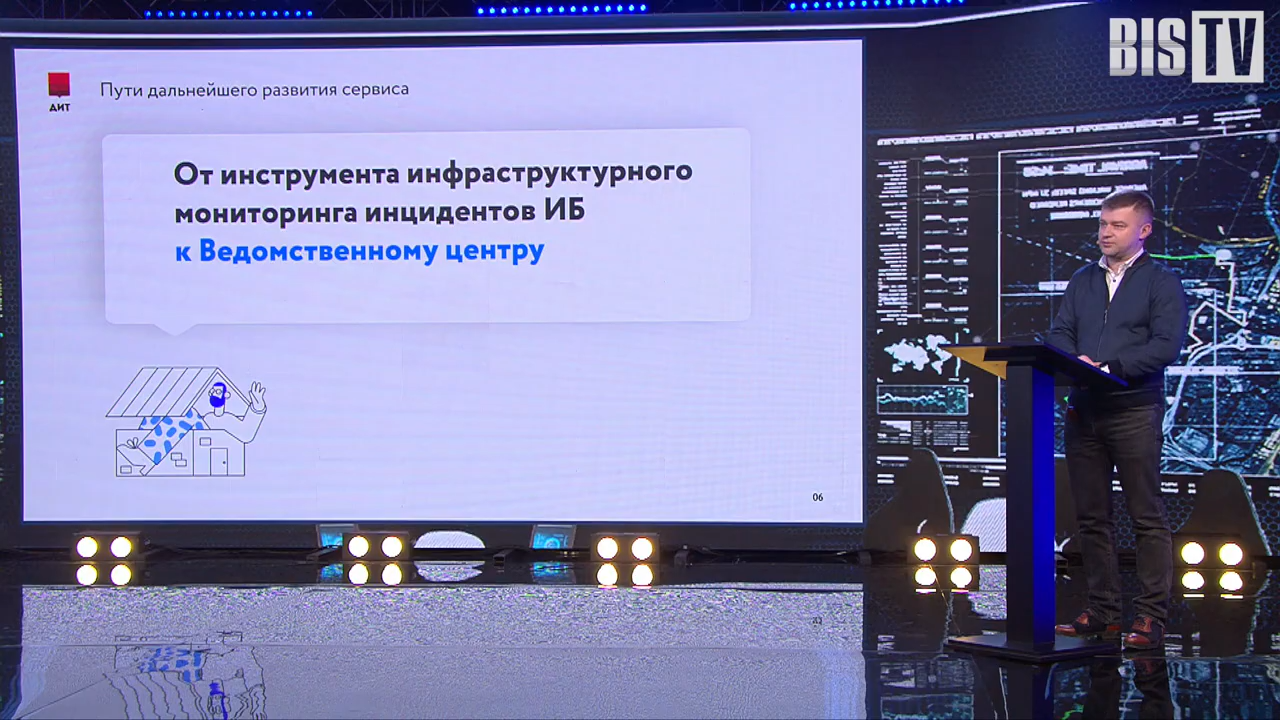 BIS TV
ДИТ
Пути дальнейшего развития сервиса
От инструмента инфраструктурного
мониторинга инцидентов ИБ
к Ведомственному центру
06